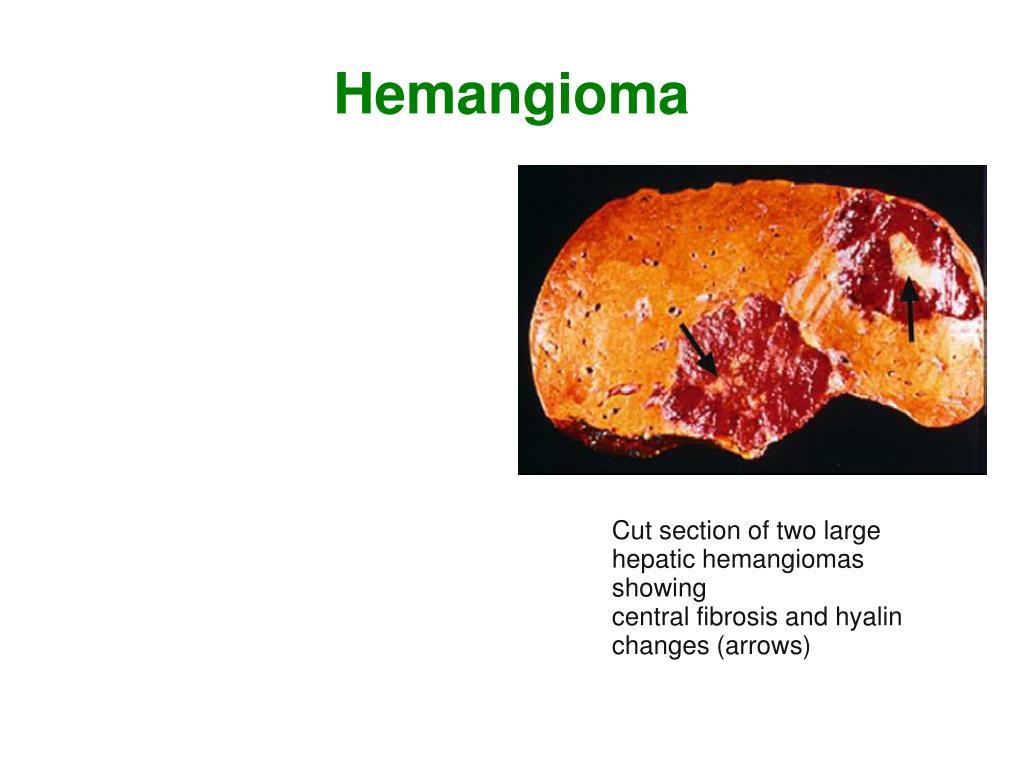 Hemangioma
Cut section of two large
hepatic hemangiomas
showing
central fibrosis and hyalin
changes (arrows)